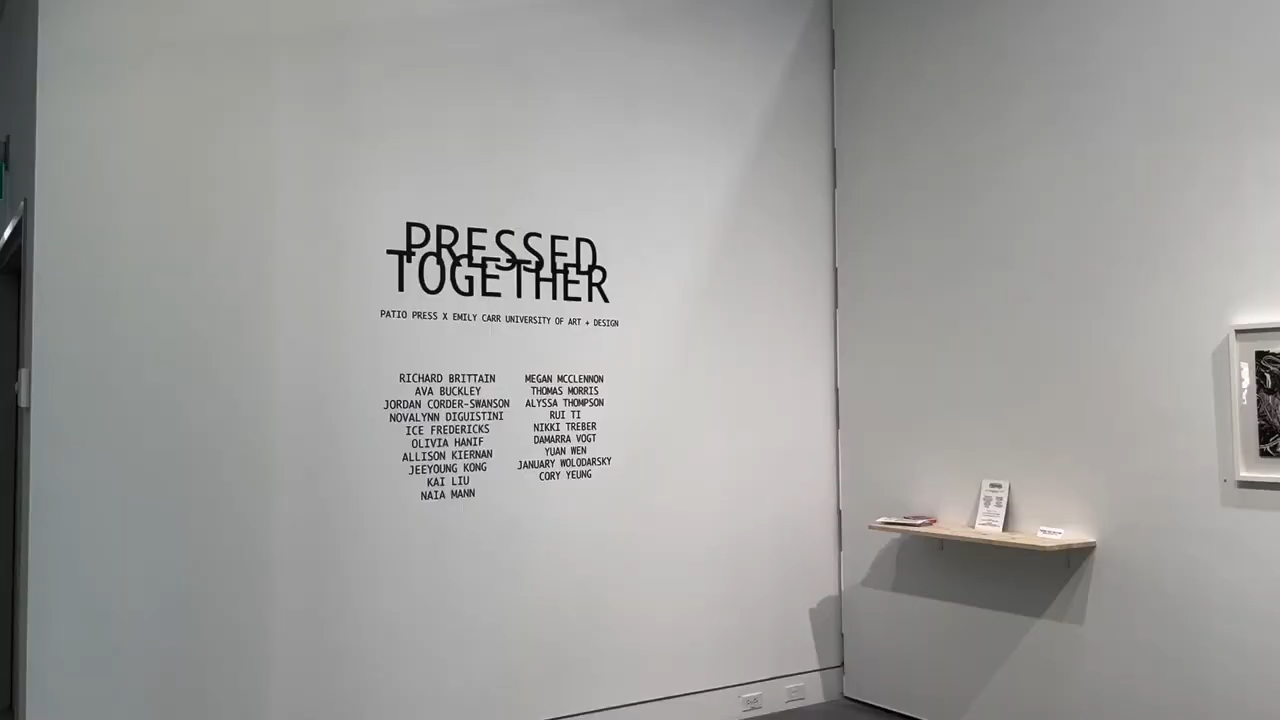 PRESSED
TOGETHER
PATIO PRESS X EMILY CARR UNIVERSITY OF ART + DESIGN
RICHARD BRITTAIN
AVA BUCKLEY
JORDAN CORDER-SWANSON
NOVALYNN DIGUISTINI
ICE FREDERICKS
OLIVIA HANIF
ALLISON KIERNAN
JEEYOUNG KONG
KAI LIU
NAIA MANN
MEGAN MCCLENNON
THOMAS MORRIS
ALYSSA THOMPSON
RUI TI
NIKKI TREBER
DAMARRA VOGT
YUAN WEN
JANUARY WOLODARSKY
CORY YEUNG